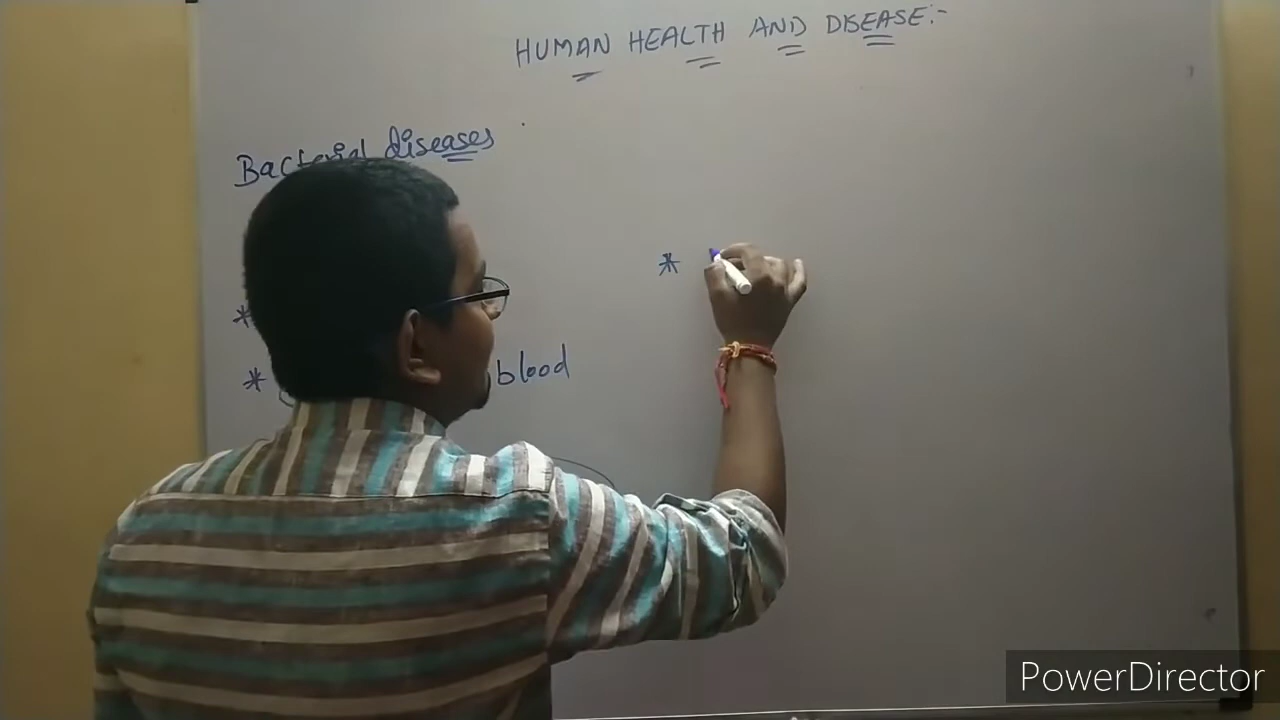 HUMAN HEALTH AND DISEASE:-
Bacterial diseases
*
* blood
*
PowerDirector